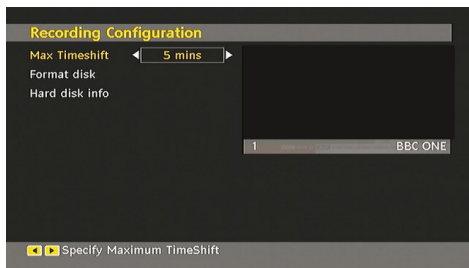 Recording Configuration
Max Timeshift 5 mins
Format disk
Hard disk info
1 BBC ONE
Specify Maximum TimeShift